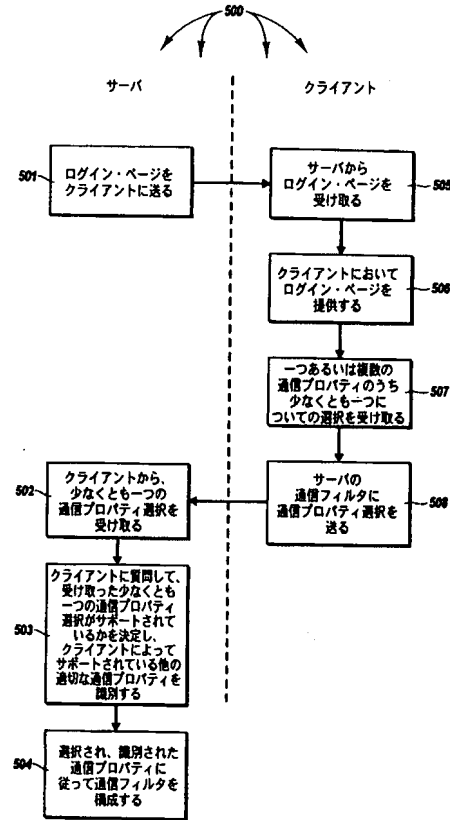 500
サーバ
クライアント
501
ログイン・ページを
クライアントに送る
サーバから
ログイン・ページを
受け取る
505
クライアントにおいて
ログイン・ページを
提供する
506
一つあるいは複数の
通信プロパティのうち
少なくとも一つに
ついての選択を受け取る
507
サーバの
通信フィルタに
通信プロパティ選択を
送る
508
502
クライアントから、
少なくとも一つの
通信プロパティ選択を
受け取る
503
クライアントに質問して、
受け取った少なくとも
一つの通信プロパティ
選択がサポートされて
いるかを決定し、
クライアントによって
サポートされている他の
適切な通信プロパティを
識別する
504
選択され、識別された
通信プロパティに
従って通信フィルタを
構成する